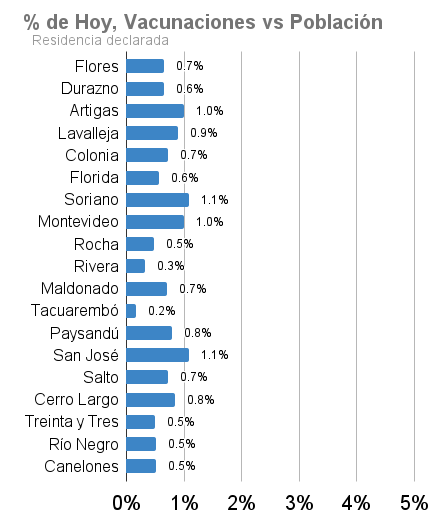 % de Hoy, Vacunaciones vs Población
Residencia declarada
Flores 0.7%
Durazno 0.6%
Artigas 1.0%
Lavalleja 0.9%
Colonia 0.7%
Florida 0.6%
Soriano 1.1%
Montevideo 1.0%
Rocha 0.5%
Rivera 0.3%
Maldonado 0.7%
Tacuarembó 0.2%
Paysandú 0.8%
San José 1.1%
Salto 0.7%
Cerro Largo 0.8%
Treinta y Tres 0.5%
Río Negro 0.5%
Canelones 0.5%
0% 1% 2% 3% 4% 5%